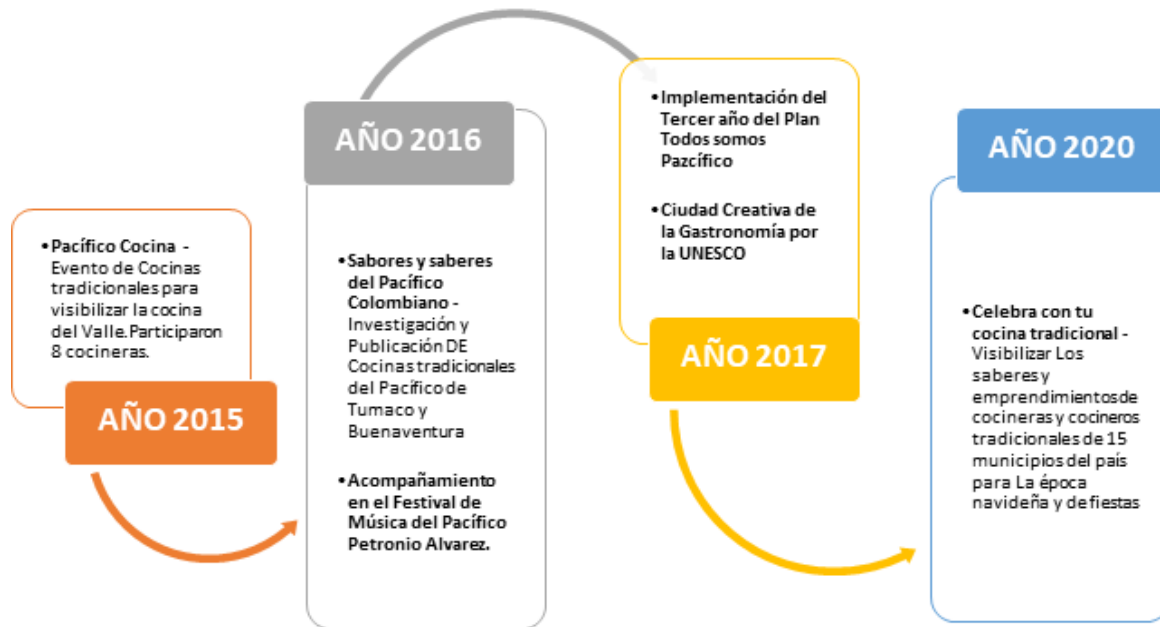 AÑO 2015
•Pacífico Cocina -
Evento de Cocinas
tradicionales para
visibilizar la cocina
del Valle.Participaron
8 cocineras.
AÑO 2016
•Sabores y saberes
del Pacífico
Colombiano -
Investigación y
Publicación DE
Cocinas tradicionales
del Pacífico de
Tumaco y
Buenaventura
•Acompañamiento
en el Festival de
Música del Pacífico
Petronio Alvarez.
•Implementación del
Tercer año del Plan
Todos somos
Pazcífico
•Ciudad Creativa de
la Gastronomía por
la UNESCO
AÑO 2017
AÑO 2020
•Celebra con tu
cocina tradicional -
Visibilizar Los
saberes y
emprendimientos de
cocineras y cocineros
tradicionales de 15
municipios del país
para La época
navideña y de fiestas